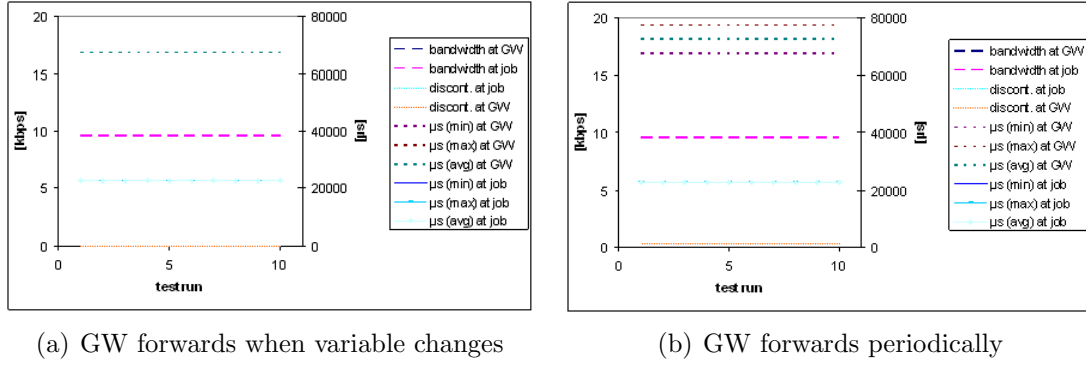 20
15
10
5
0
[kbps]
80000
60000
40000
20000
0
[µs]
0 5 10
testrun
bandwidth at GW
bandwidth at job
discont. at job
discont. at GW
µs (min) at GW
µs (max) at GW
µs (avg) at GW
µs (min) at job
µs (max) at job
µs (avg) at job
(a) GW forwards when variable changes
20
15
10
5
0
[kbps]
80000
60000
40000
20000
0
[µs]
0 5 10
testrun
bandwidth at GW
bandwidth at job
discont. at job
discont. at GW
µs (min) at GW
µs (max) at GW
µs (avg) at GW
µs (min) at job
µs (max) at job
µs (avg) at job
(b) GW forwards periodically